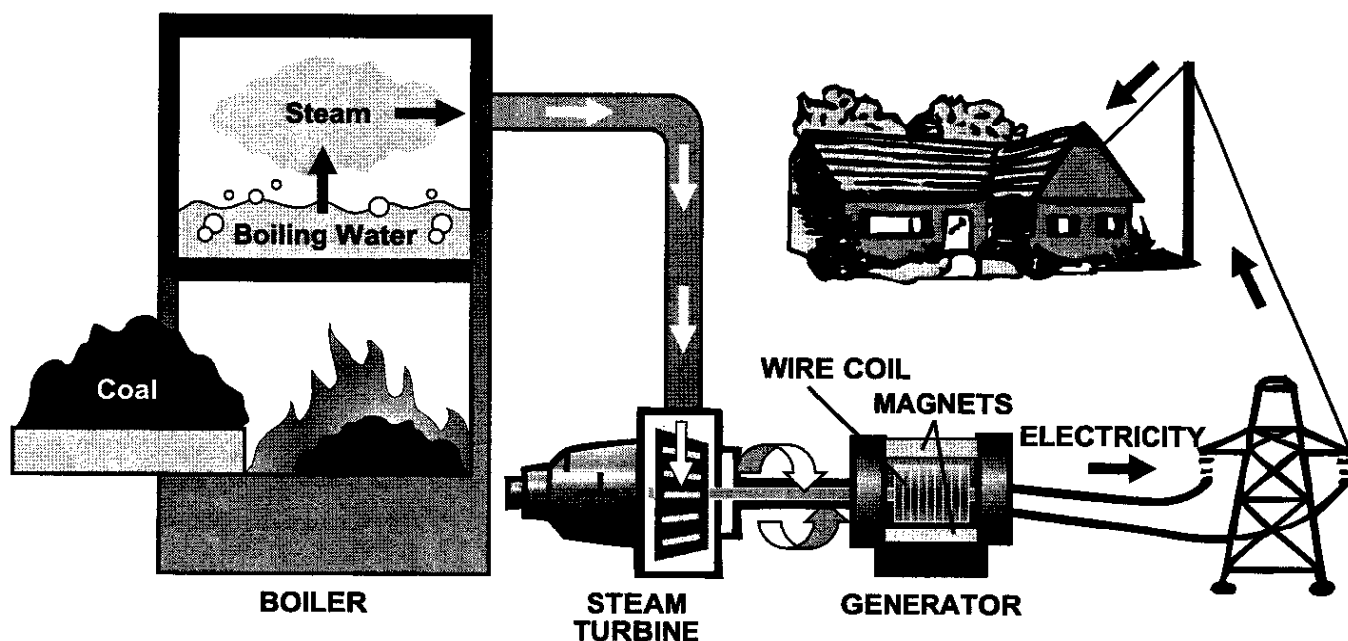 Steam
Boiling Water
Coal
WIRE COIL
MAGNETS
ELECTRICITY
BOILER
STEAM
TURBINE
GENERATOR